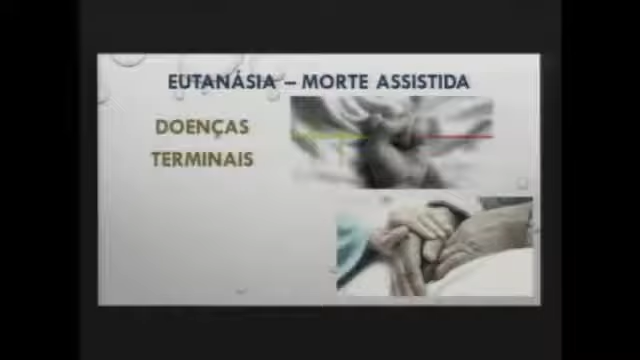 EUTANÁSIA – MORTE ASSISTIDA
DOENÇAS
TERMINAIS